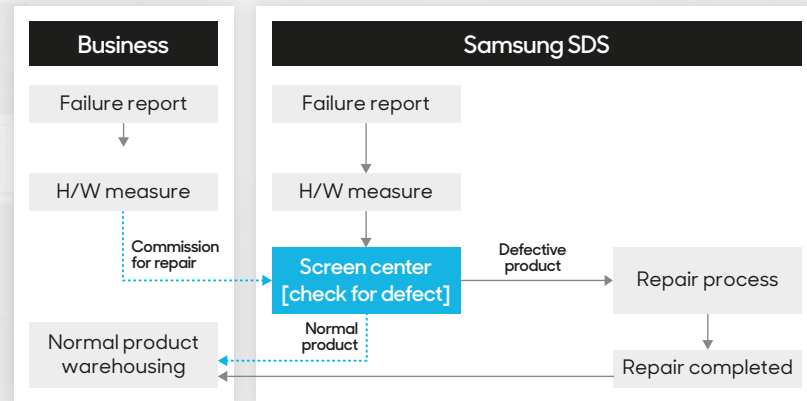 Business
Samsung SDS
Failure report
Failure report
H/W measure
H/W measure
Commission
for repair
Screen center
[check for defect]
Defective
product
Repair process
Normal
product
Normal product
warehousing
Repair completed